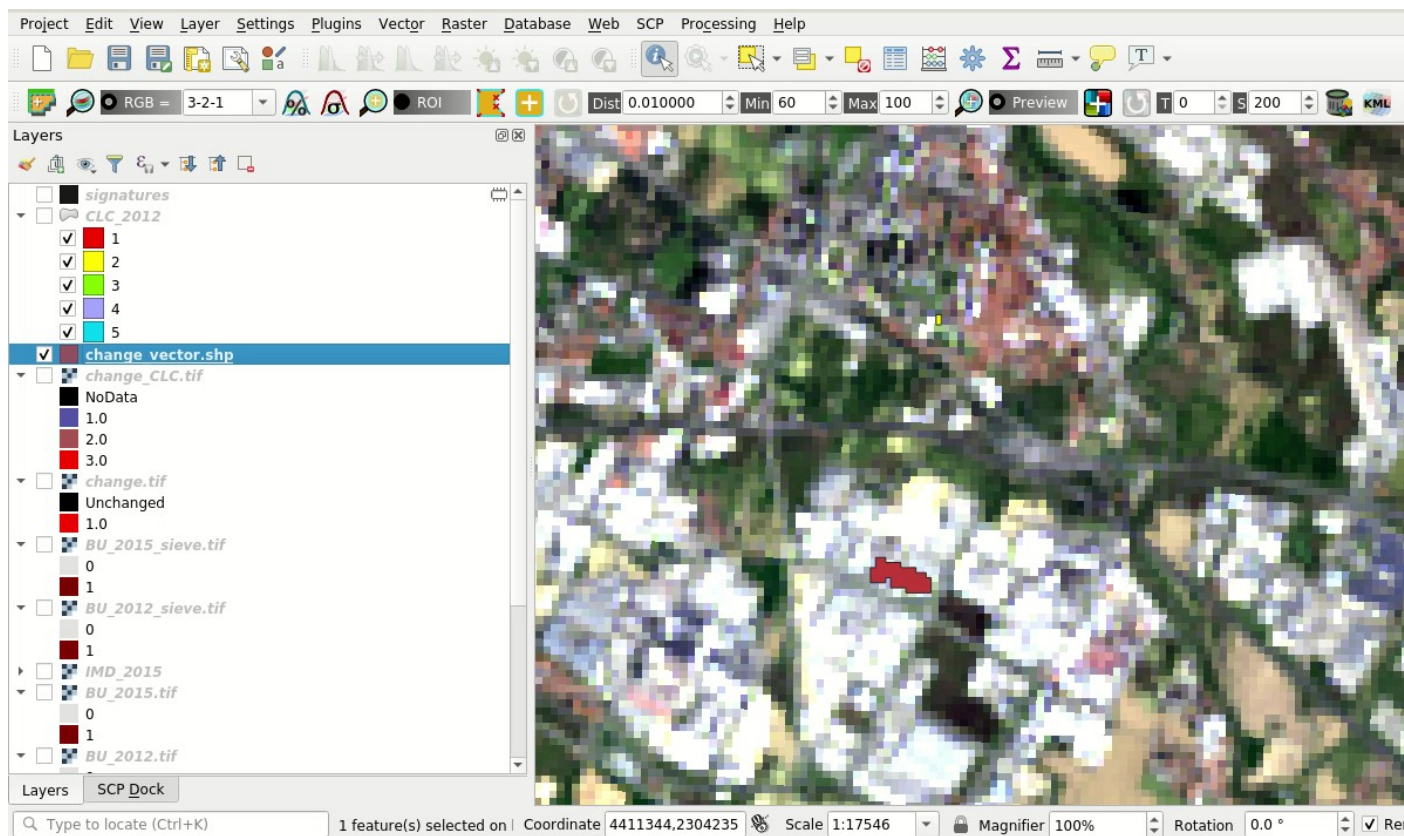 Project Edit View Layer Settings Plugins Vector Raster Database Web SCP Processing Help
a Σ T
RGB = 3-2-1 σ ROI Dist 0.010000 Min 60 Max 100 Preview T 0 S 200 KML
Layers
signatures
CLC_2012
1
2
3
4
5
change_vector.shp
change_CLC.tif
NoData
1.0
2.0
3.0
change.tif
Unchanged
1.0
BU_2015_sieve.tif
0
1
BU_2012_sieve.tif
0
1
IMD_2015
BU_2015.tif
0
1
BU_2012.tif
Layers SCP Dock
Type to locate (Ctrl+K) 1 feature(s) selected on Coordinate 4411344,2304235 Scale 1:17546 Magnifier 100% Rotation 0.0 °